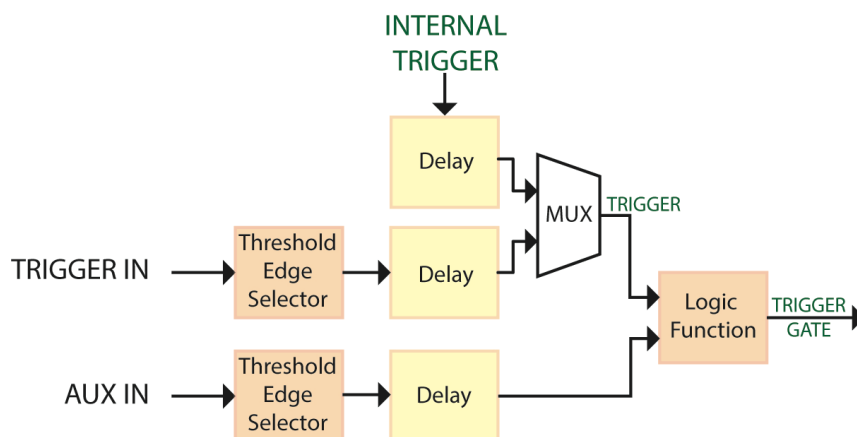 INTERNAL
TRIGGER
Delay
MUX
TRIGGER
TRIGGER IN
Threshold
Edge
Selector
Delay
Logic
Function
TRIGGER
GATE
AUX IN
Threshold
Edge
Selector
Delay